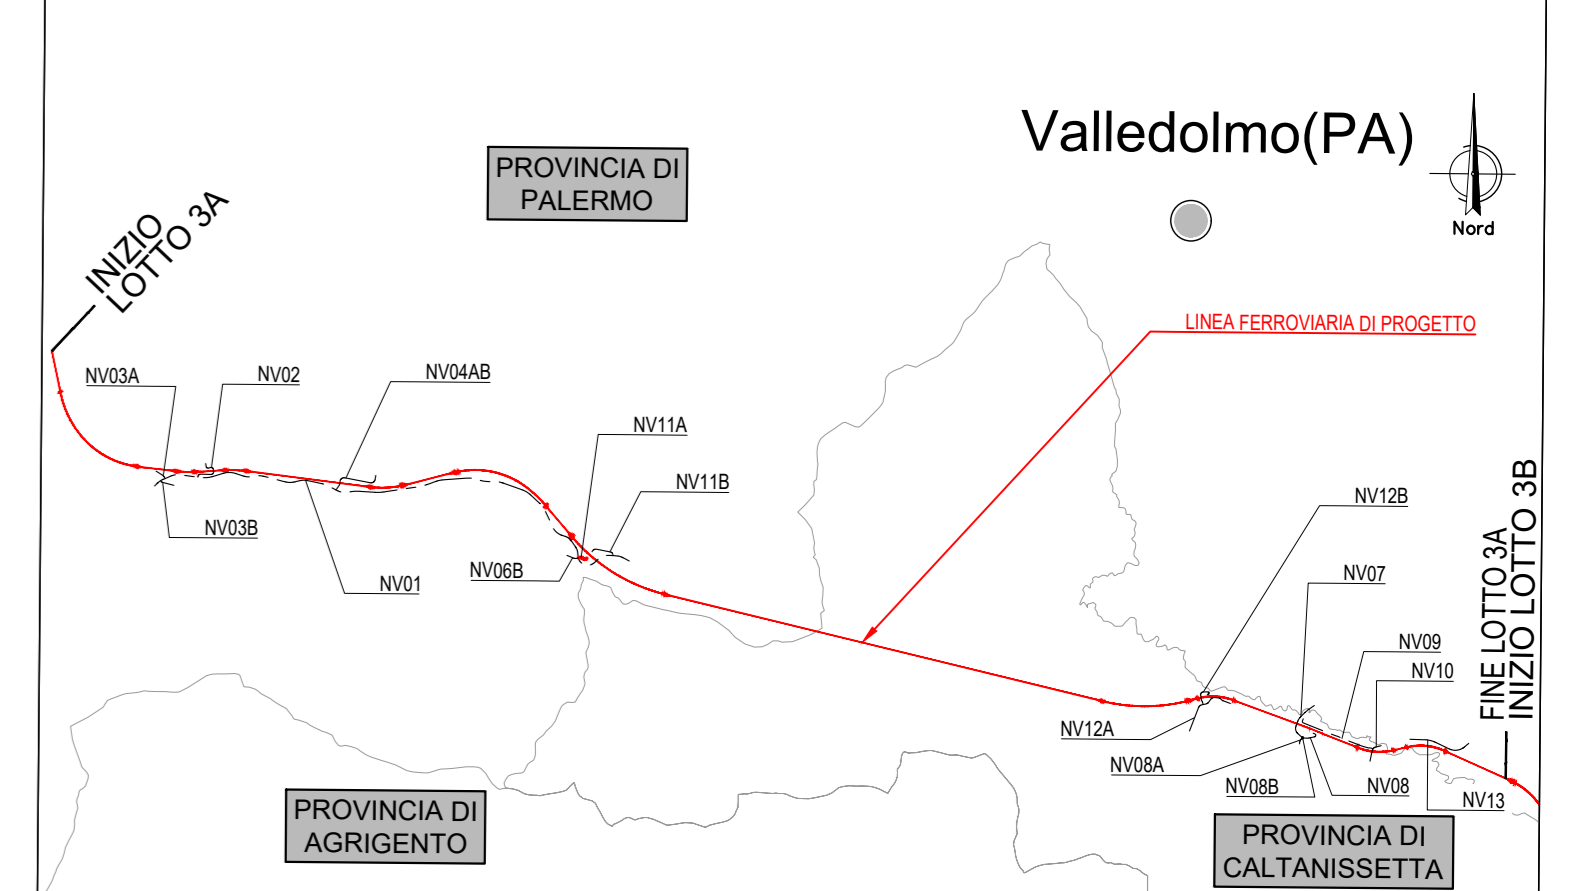 Valledolmo(PA)
PROVINCIA DI
PALERMO
Nord
INIZIO
LOTTO 3A
LINEA FERROVIARIA DI PROGETTO
NV03A
NV02
NV04AB
NV11A
NV11B
NV12B
NV03B
NV06B
NV01
NV07
NV09
NV10
FINE LOTTO 3A
INIZIO LOTTO 3B
NV12A
NV08A
NV08B
NV08
NV13
PROVINCIA DI
AGRIGENTO
PROVINCIA DI
CALTANISSETTA